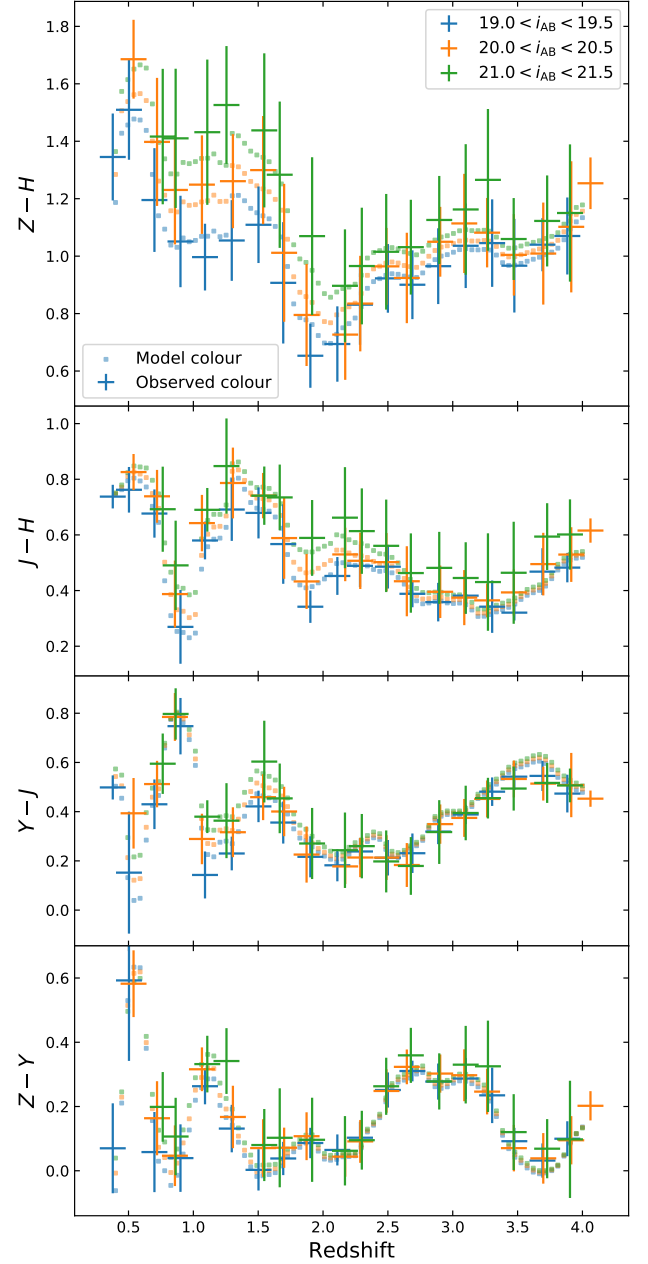 1.8
19.0 < i_AB < 19.5
20.0 < i_AB < 20.5
21.0 < i_AB < 21.5
1.6
1.4
1.2
Z − H
1.0
0.8
0.6
Model colour
Observed colour
1.0
0.8
0.6
J − H
0.4
0.2
0.8
0.6
Y − J
0.4
0.2
0.0
0.6
0.4
Z − Y
0.2
0.0
0.5 1.0 1.5 2.0 2.5 3.0 3.5 4.0
Redshift